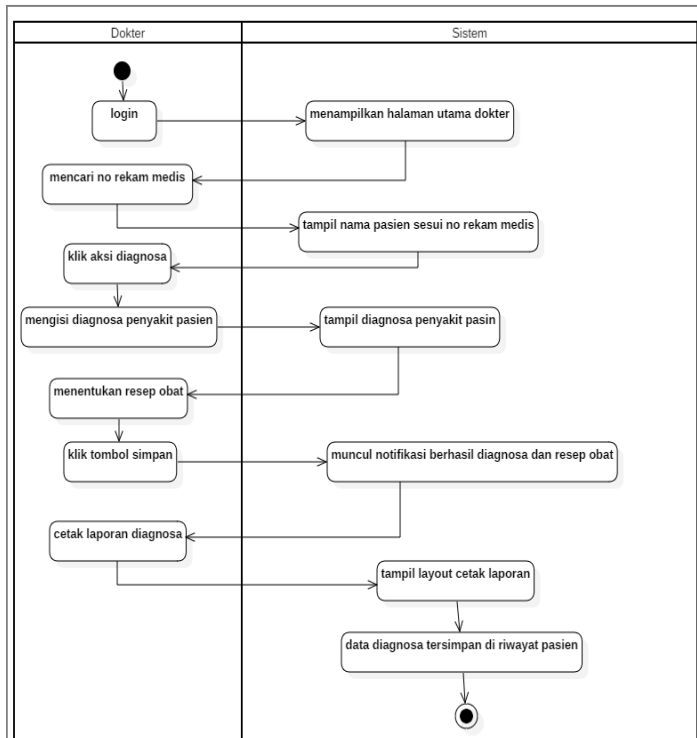 Dokter
Sistem
login
menampilkan halaman utama dokter
mencari no rekam medis
tampil nama pasien sesui no rekam medis
klik aksi diagnosa
mengisi diagnosa penyakit pasien
tampil diagnosa penyakit pasin
menentukan resep obat
klik tombol simpan
muncul notifikasi berhasil diagnosa dan resep obat
cetak laporan diagnosa
tampil layout cetak laporan
data diagnosa tersimpan di riwayat pasien